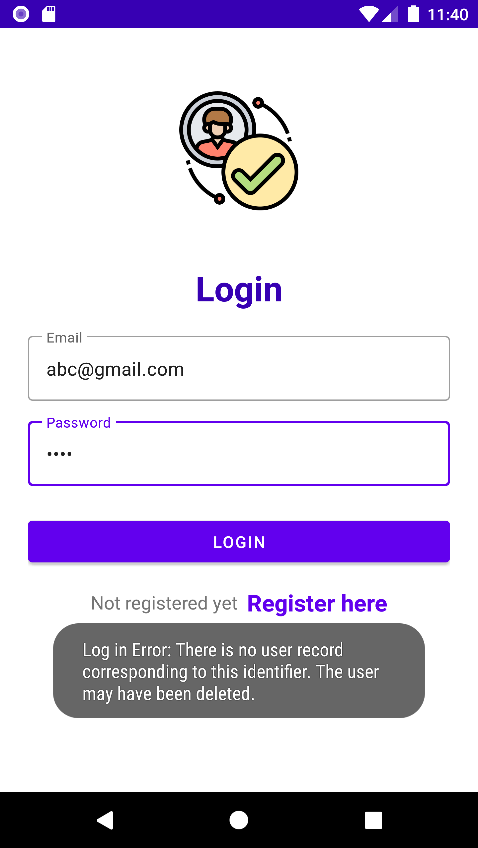 11:40
Login
Email
abc@gmail.com
Password
••••
LOGIN
Not registered yet Register here
Log in Error: There is no user record
corresponding to this identifier. The user
may have been deleted.